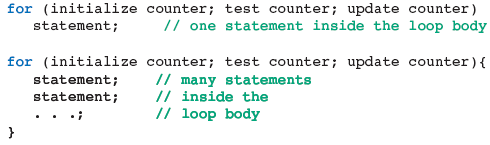 for (initialize counter; test counter; update counter)
   statement;     // one statement inside the loop body
for (initialize counter; test counter; update counter){
   statement;    // many statements
   statement;    // inside the
   . . .;        // loop body
}